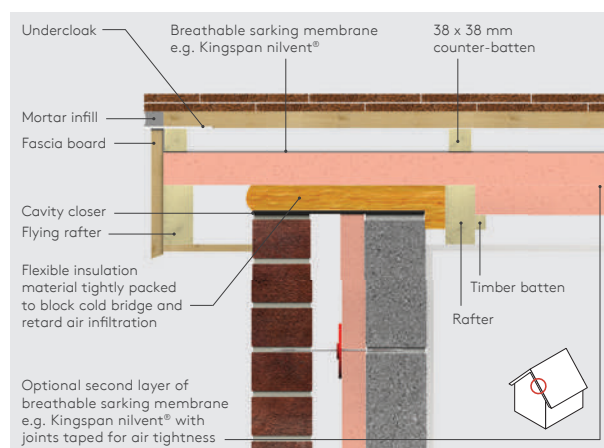 Undercloak
Breathable sarking membrane
e.g. Kingspan nilvent®
38 x 38 mm
counter-batten
Mortar infill
Fascia board
Cavity closer
Flying rafter
Flexible insulation
material tightly packed
to block cold bridge and
retard air infiltration
Timber batten
Rafter
Optional second layer of
breathable sarking membrane
e.g. Kingspan nilvent® with
joints taped for air tightness